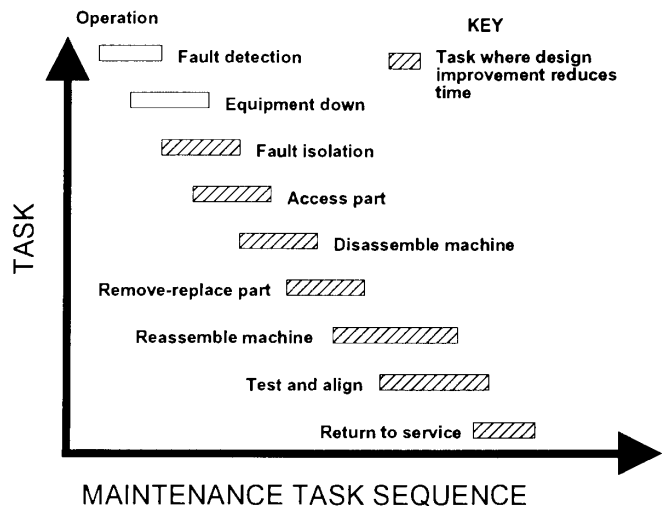 Operation
KEY
Fault detection
Task where design
improvement reduces
time
Equipment down
Fault isolation
Access part
Disassemble machine
Remove-replace part
Reassemble machine
Test and align
Return to service
TASK
MAINTENANCE TASK SEQUENCE